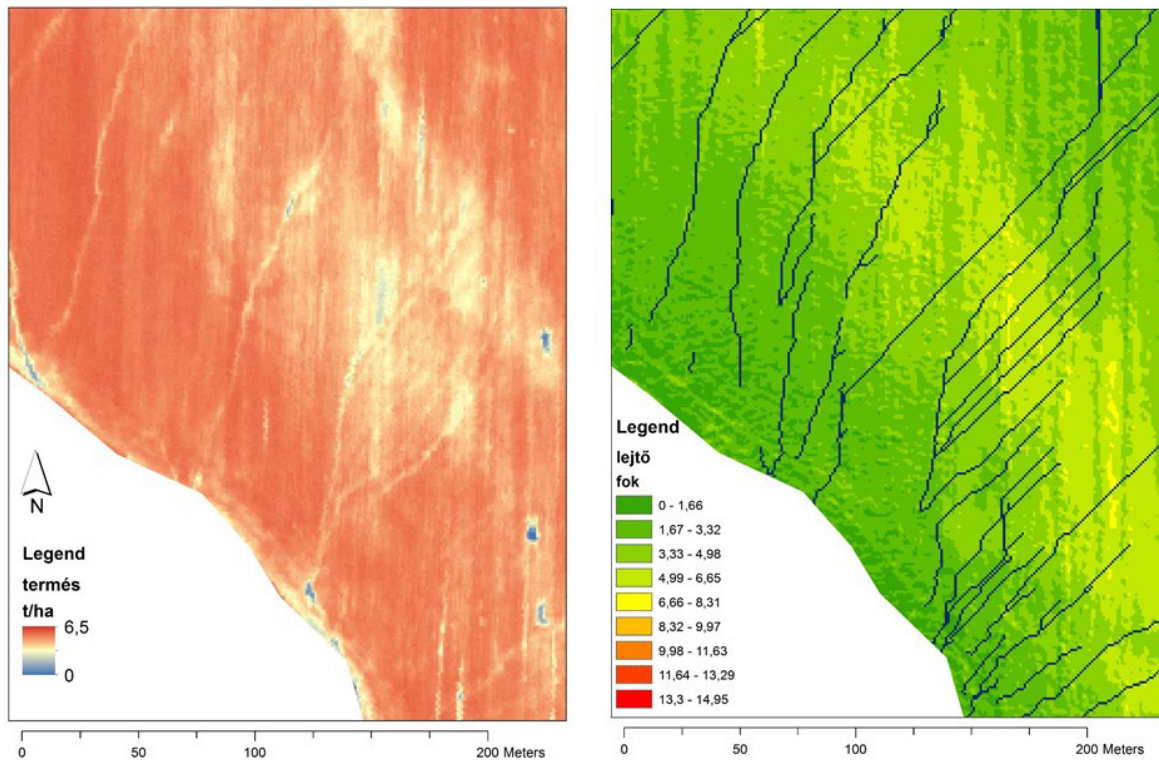 N
Legend
termés
t/ha
6,5
0
0 50 100 200 Meters
Legend
lejtő
fok
0 - 1,66
1,67 - 3,32
3,33 - 4,98
4,99 - 6,65
6,66 - 8,31
8,32 - 9,97
9,98 - 11,63
11,64 - 13,29
13,3 - 14,95
0 50 100 200 Meters